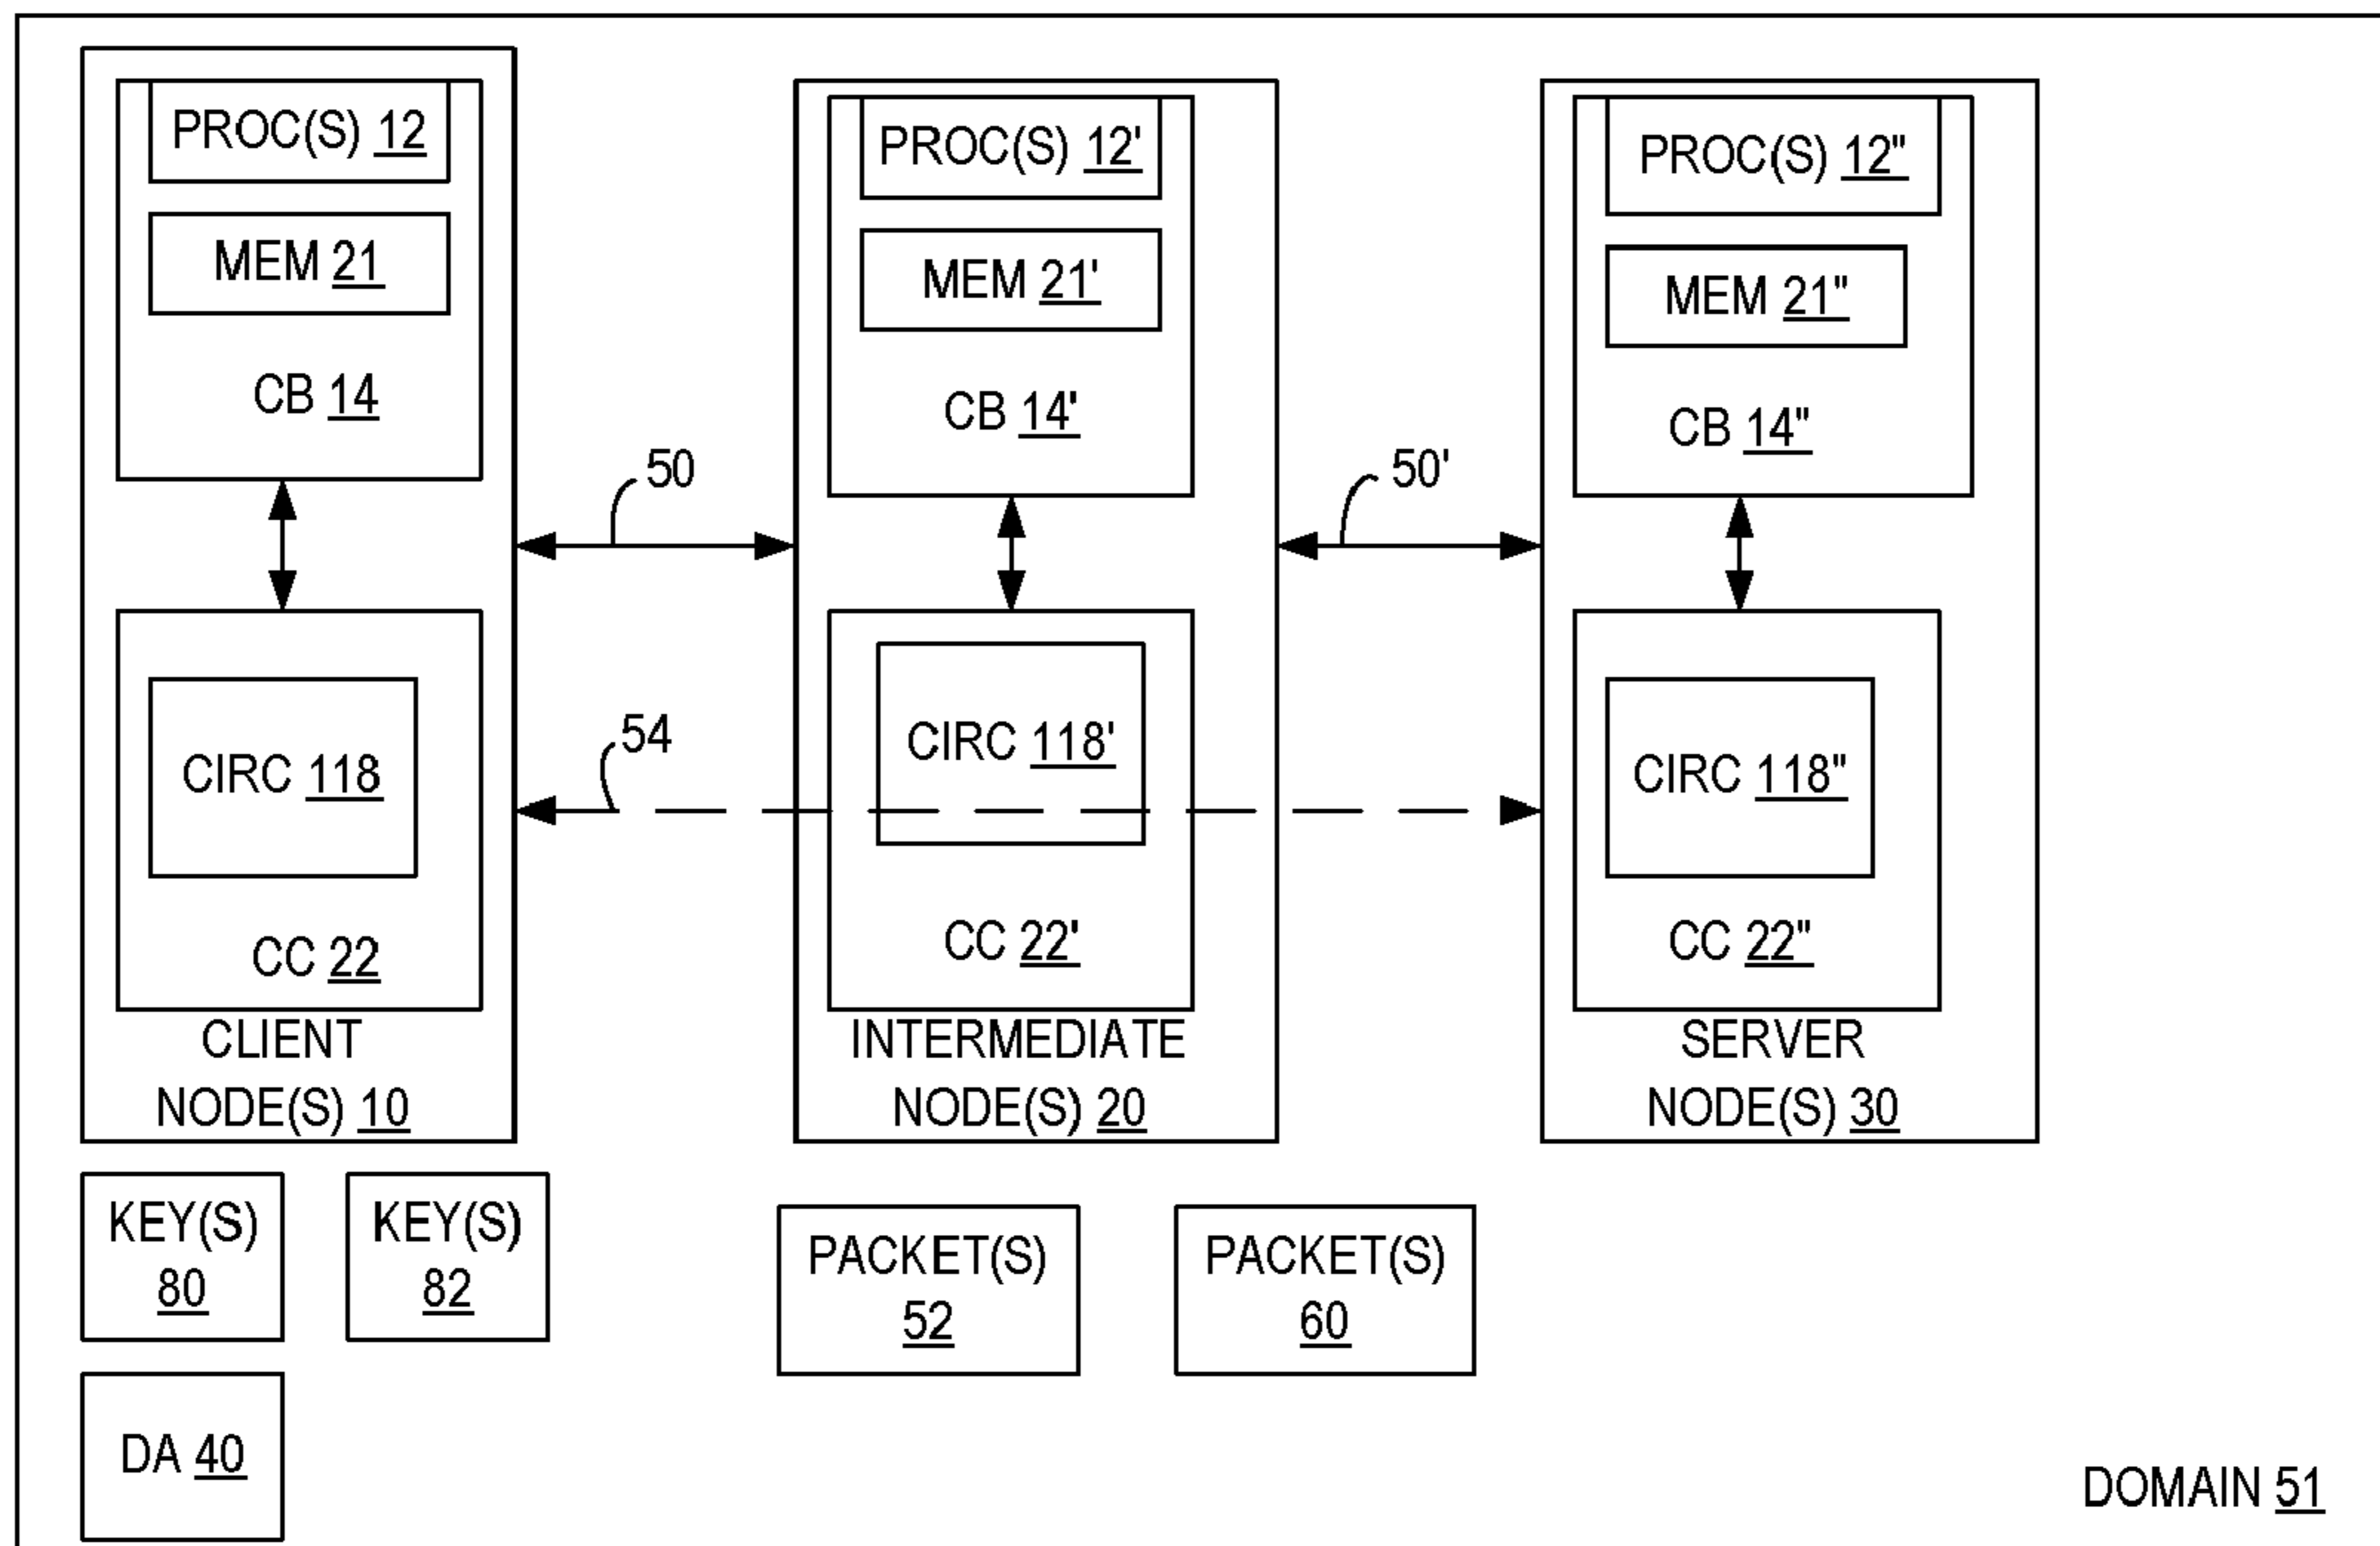 PROC(S) 12
MEM 21
CB 14
CIRC 118
CC 22
CLIENT
NODE(S) 10
50
54
PROC(S) 12'
MEM 21'
CB 14'
CIRC 118'
CC 22'
INTERMEDIATE
NODE(S) 20
50'
PROC(S) 12"
MEM 21"
CB 14"
CIRC 118"
CC 22"
SERVER
NODE(S) 30
KEY(S)
80
KEY(S)
82
PACKET(S)
52
PACKET(S)
60
DA 40
DOMAIN 51